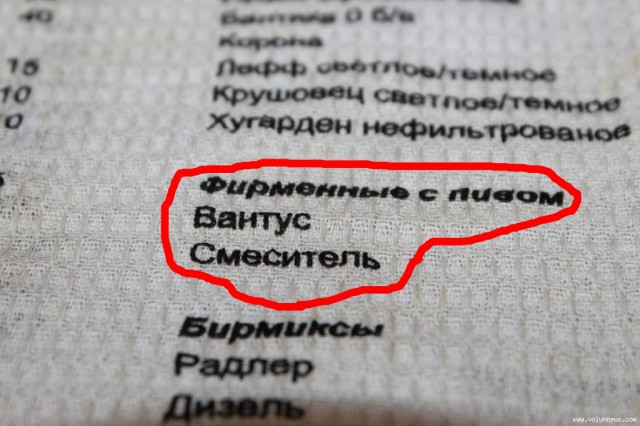 40 Балтика 0 б/а
Корона
15 Лефф светлое/темное
10 Крушовец светлое/темное
0 Хугарден нефильтрованое
Фирменные с пивом
Вантус
Смеситель
Бирмиксы
Радлер
Дизель
www.volynnews.com